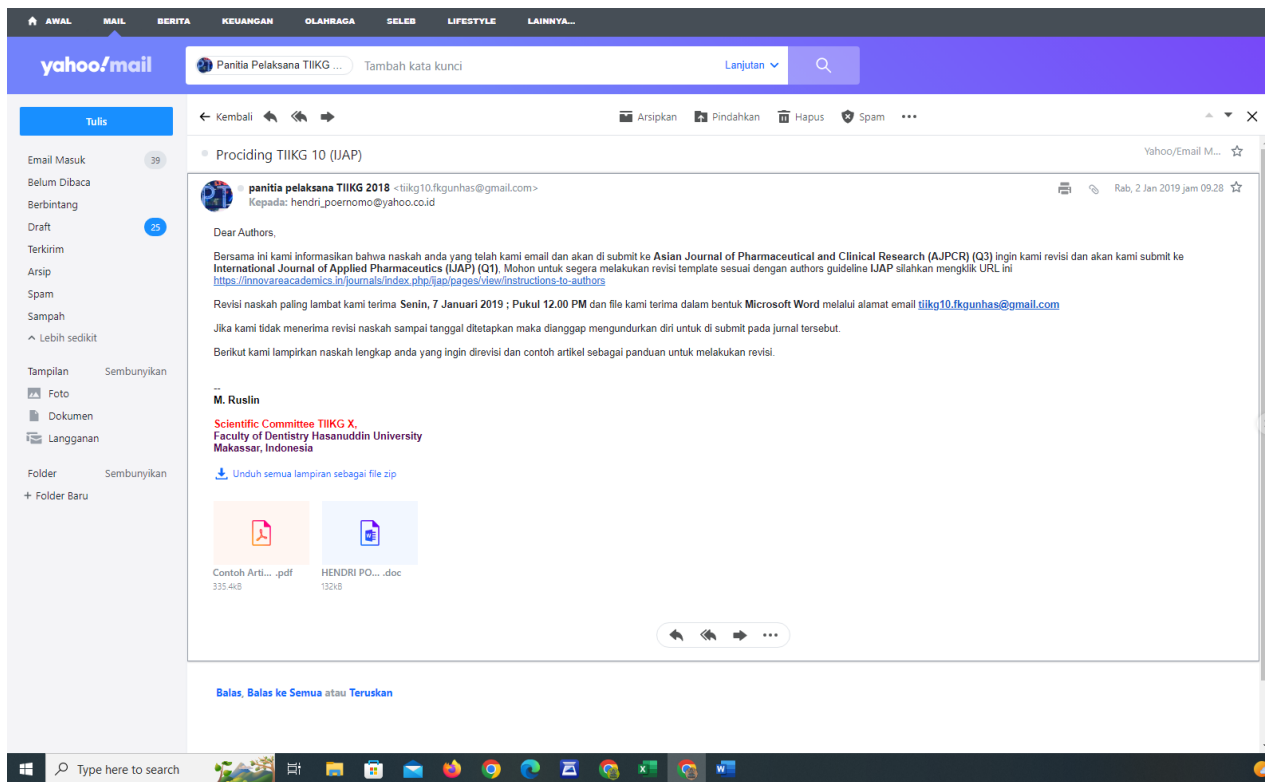 AWAL MAIL BERITA KEUANGAN OLAHRAGA SELEB LIFESTYLE LAINNYA...
yahoo!mail
Panitia Pelaksana TIIKG ... Tambah kata kunci Lanjutan
Tulis
Kembali Arsipkan Pindahkan Hapus Spam
Email Masuk 39
Belum Dibaca
Berbintang
Draft 25
Terkirim
Arsip
Spam
Sampah
Lebih sedikit
Tampilan Sembunyikan
Foto
Dokumen
Langganan
Folder Sembunyikan
+ Folder Baru
Prociding TIIKG 10 (IJAP) Yahoo/Email M...
panitia pelaksana TIIKG 2018 <tiikg10.fkgunhas@gmail.com> Rab, 2 Jan 2019 jam 09.28
Kepada: hendri_poernomo@yahoo.co.id
Dear Authors,
Bersama ini kami informasikan bahwa naskah anda yang telah kami email dan akan di submit ke Asian Journal of Pharmaceutical and Clinical Research (AJPCR) (Q3) ingin kami revisi dan akan kami submit ke
International Journal of Applied Pharmaceutics (IJAP) (Q1), Mohon untuk segera melakukan revisi template sesuai dengan authors guideline IJAP silahkan mengklik URL ini
https://innovareacademics.in/journals/index.php/ijap/pages/view/instructions-to-authors
Revisi naskah paling lambat kami terima Senin, 7 Januari 2019 ; Pukul 12.00 PM dan file kami terima dalam bentuk Microsoft Word melalui alamat email tiikg10.fkgunhas@gmail.com
Jika kami tidak menerima revisi naskah sampai tanggal ditetapkan maka dianggap mengundurkan diri untuk di submit pada jurnal tersebut.
Berikut kami lampirkan naskah lengkap anda yang ingin direvisi dan contoh artikel sebagai panduan untuk melakukan revisi.
--
M. Ruslin
Scientific Committee TIIKG X,
Faculty of Dentistry Hasanuddin University
Makassar, Indonesia
Unduh semua lampiran sebagai file zip
Contoh Arti... .pdf HENDRI PO... .doc
335.4kB 132kB
Balas, Balas ke Semua atau Teruskan
Type here to search